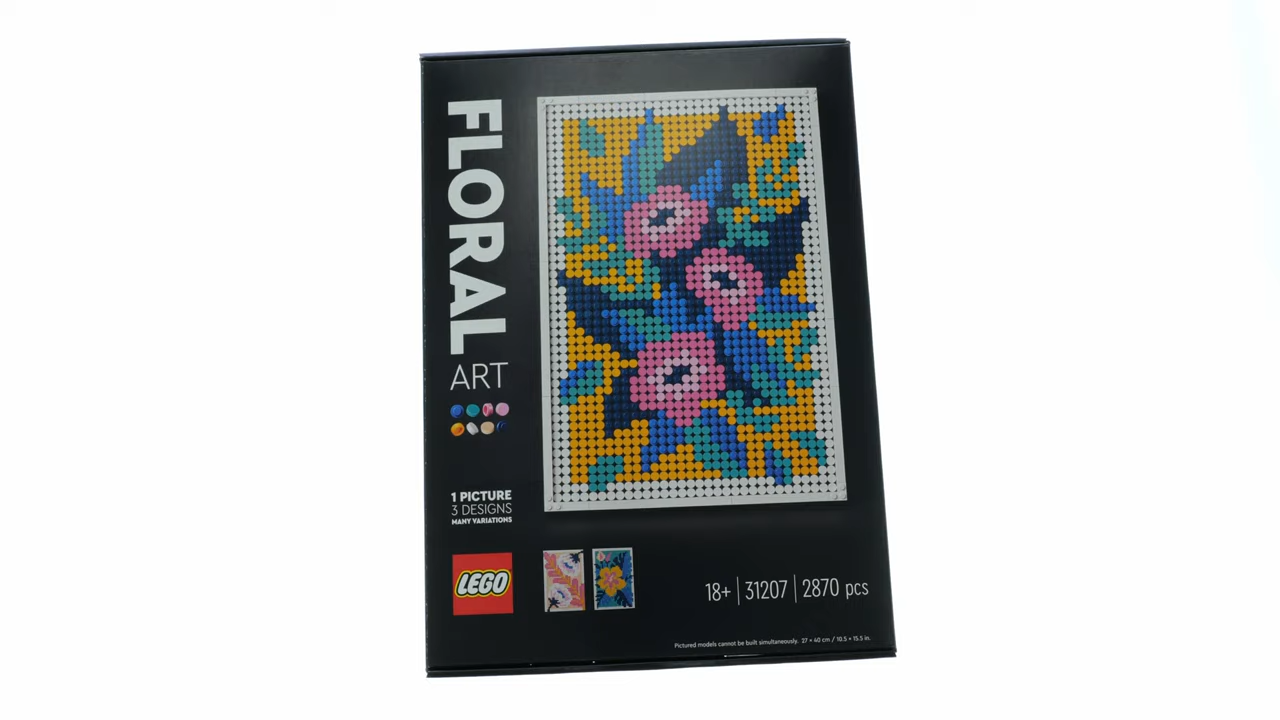 FLORAL
ART
1 PICTURE
3 DESIGNS
MANY VARIATIONS
LEGO
18+ | 31207 | 2870 pcs
Pictured models cannot be built simultaneously. 27 × 40 cm / 10.5 × 15.5 in.